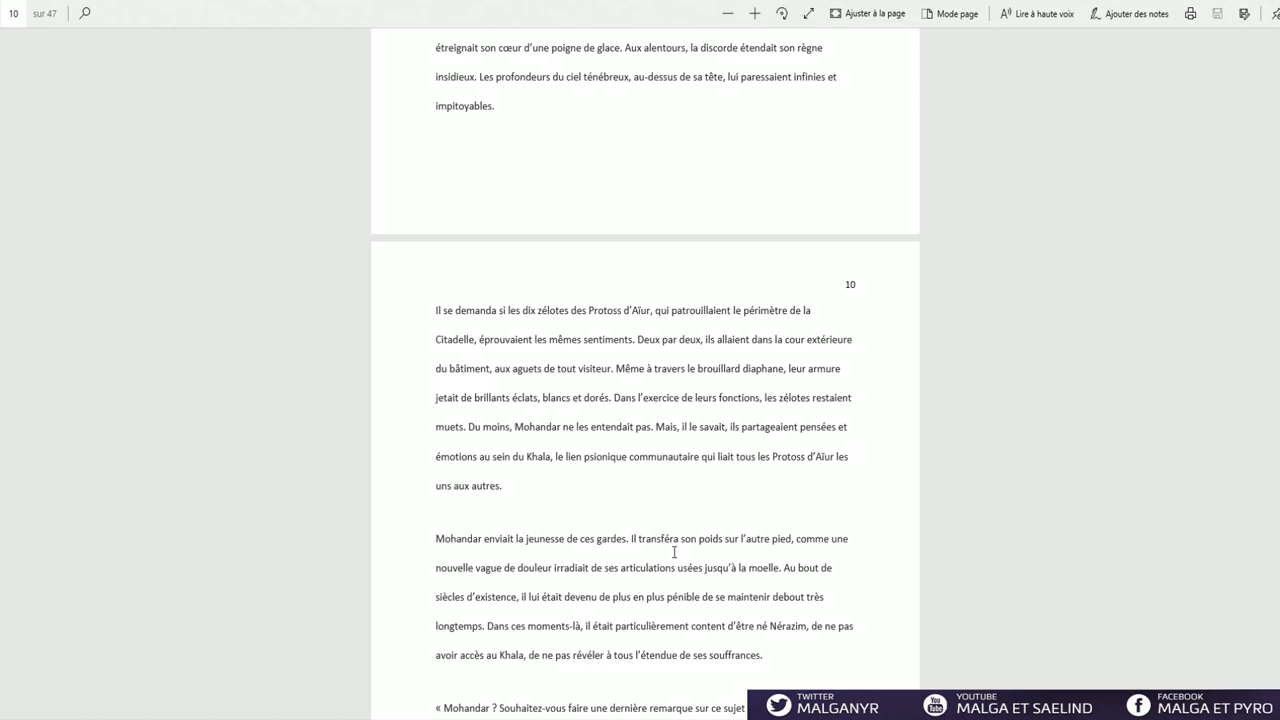 10 sur 47 Ajuster à la page Mode page Lire à haute voix Ajouter des notes
étreignait son cœur d’une poigne de glace. Aux alentours, la discorde étendait son règne
insidieux. Les profondeurs du ciel ténébreux, au-dessus de sa tête, lui paraissaient infinies et
impitoyables.
10
Il se demanda si les dix zélotes des Protoss d’Aïur, qui patrouillaient le périmètre de la
Citadelle, éprouvaient les mêmes sentiments. Deux par deux, ils allaient dans la cour extérieure
du bâtiment, aux aguets de tout visiteur. Même à travers le brouillard diaphane, leur armure
jetait de brillants éclats, blancs et dorés. Dans l’exercice de leurs fonctions, les zélotes restaient
muets. Du moins, Mohandar ne les entendait pas. Mais, il le savait, ils partageaient pensées et
émotions au sein du Khala, le lien psionique communautaire qui liait tous les Protoss d’Aïur les
uns aux autres.
Mohandar enviait la jeunesse de ces gardes. Il transféra son poids sur l’autre pied, comme une
nouvelle vague de douleur irradiait de ses articulations usées jusqu’à la moelle. Au bout de
siècles d’existence, il lui était devenu de plus en plus pénible de se maintenir debout très
longtemps. Dans ces moments-là, il était particulièrement content d’être né Nérazim, de ne pas
avoir accès au Khala, de ne pas révéler à tous l’étendue de ses souffrances.
« Mohandar ? Souhaitez-vous faire une dernière remarque sur ce sujet
TWITTER
MALGANYR
YOUTUBE
MALGA ET SAELIND
FACEBOOK
MALGA ET PYRO